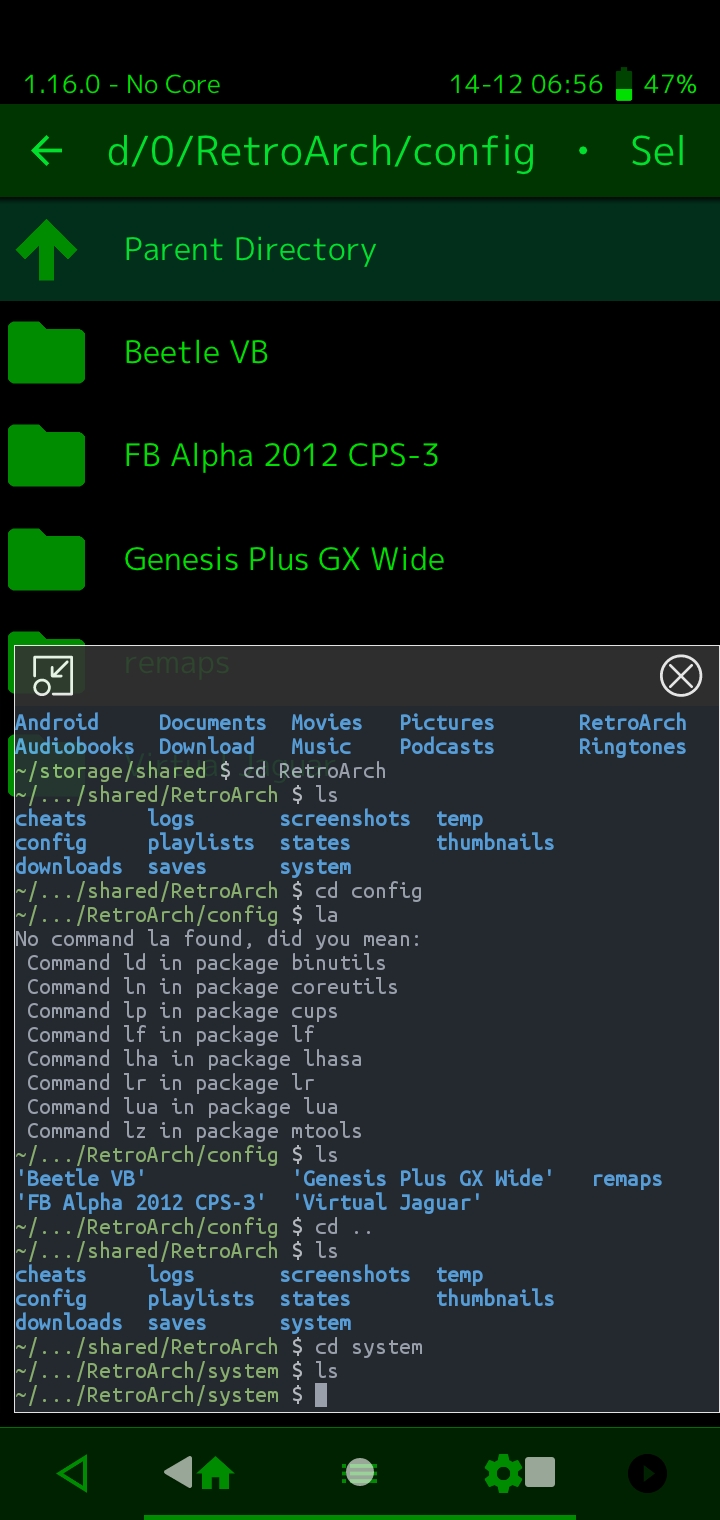 1.16.0 - No Core 14-12 06:56 47%
d/0/RetroArch/config • Sel
Parent Directory
Beetle VB
FB Alpha 2012 CPS-3
Genesis Plus GX Wide
remaps
Virtual Jaguar
Android Documents Movies Pictures RetroArch
Audiobooks Download Music Podcasts Ringtones
~/storage/shared $ cd RetroArch
~/.../shared/RetroArch $ ls
cheats logs screenshots temp
config playlists states thumbnails
downloads saves system
~/.../shared/RetroArch $ cd config
~/.../RetroArch/config $ la
No command la found, did you mean:
Command ld in package binutils
Command ln in package coreutils
Command lp in package cups
Command lf in package lf
Command lha in package lhasa
Command lr in package lr
Command lua in package lua
Command lz in package mtools
~/.../RetroArch/config $ ls
'Beetle VB' 'Genesis Plus GX Wide' remaps
'FB Alpha 2012 CPS-3' 'Virtual Jaguar'
~/.../RetroArch/config $ cd ..
~/.../shared/RetroArch $ ls
cheats logs screenshots temp
config playlists states thumbnails
downloads saves system
~/.../shared/RetroArch $ cd system
~/.../RetroArch/system $ ls
~/.../RetroArch/system $